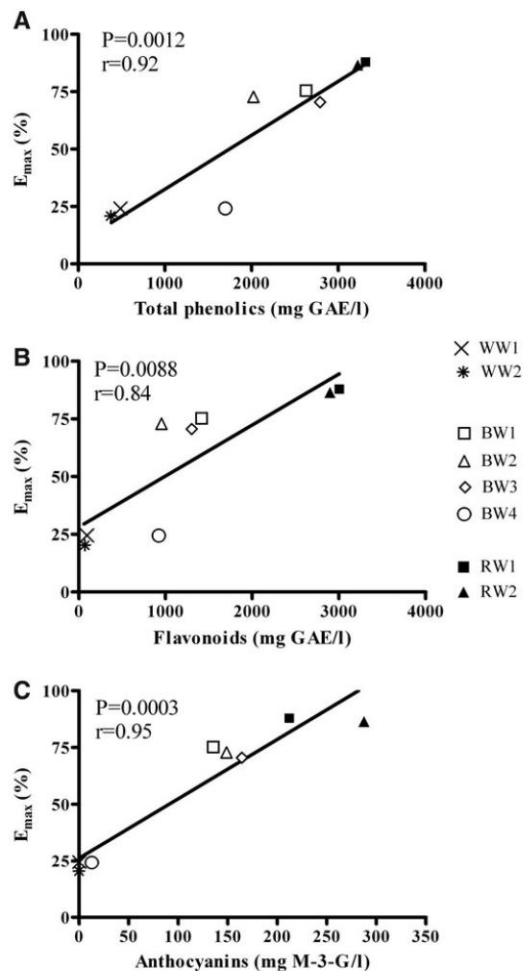 A
P=0.0012
r=0.92
100
75
50
25
0
Emax (%)
0 1000 2000 3000 4000
Total phenolics (mg GAE/l)
B
P=0.0088
r=0.84
100
75
50
25
0
Emax (%)
0 1000 2000 3000 4000
Flavonoids (mg GAE/l)
WW1
WW2
BW1
BW2
BW3
BW4
RW1
RW2
C
P=0.0003
r=0.95
100
75
50
25
0
Emax (%)
0 50 100 150 200 250 300 350
Anthocyanins (mg M-3-G/l)